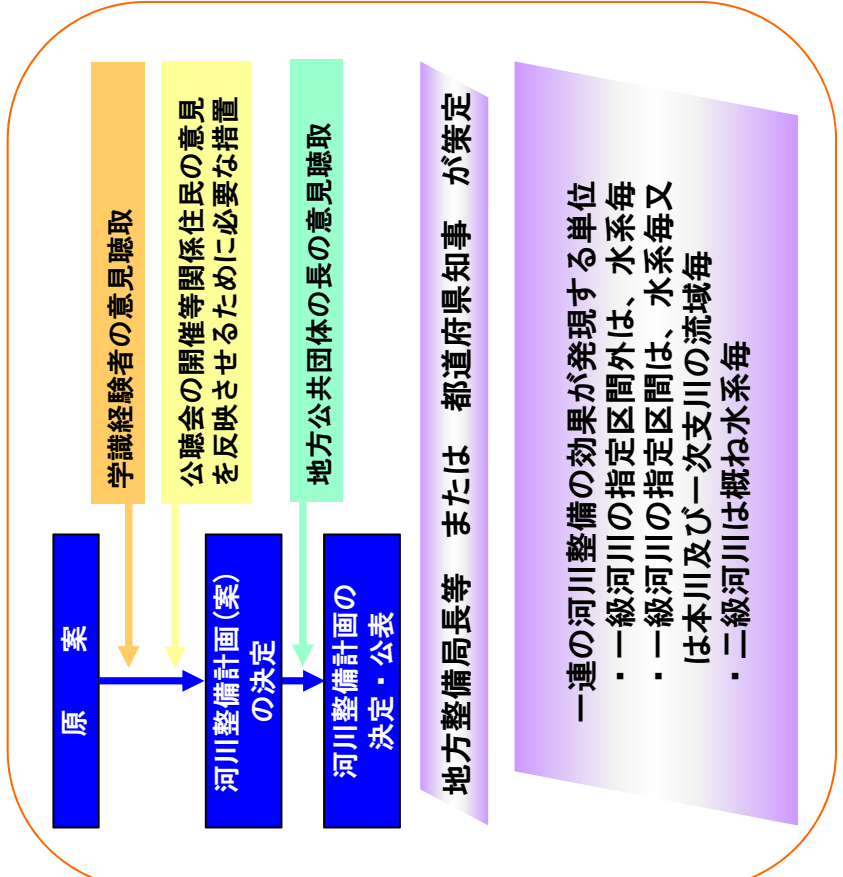 原　案
学識経験者の意見聴取
公聴会の開催等関係住民の意見
を反映させるために必要な措置
河川整備計画(案)
の決定
地方公共団体の長の意見聴取
河川整備計画の
決定・公表
地方整備局長等　または　都道府県知事　が策定
一連の河川整備の効果が発現する単位
・一級河川の指定区間外は、水系毎
・一級河川の指定区間は、水系毎又
は本川及び一次支川の流域毎
・二級河川は概ね水系毎